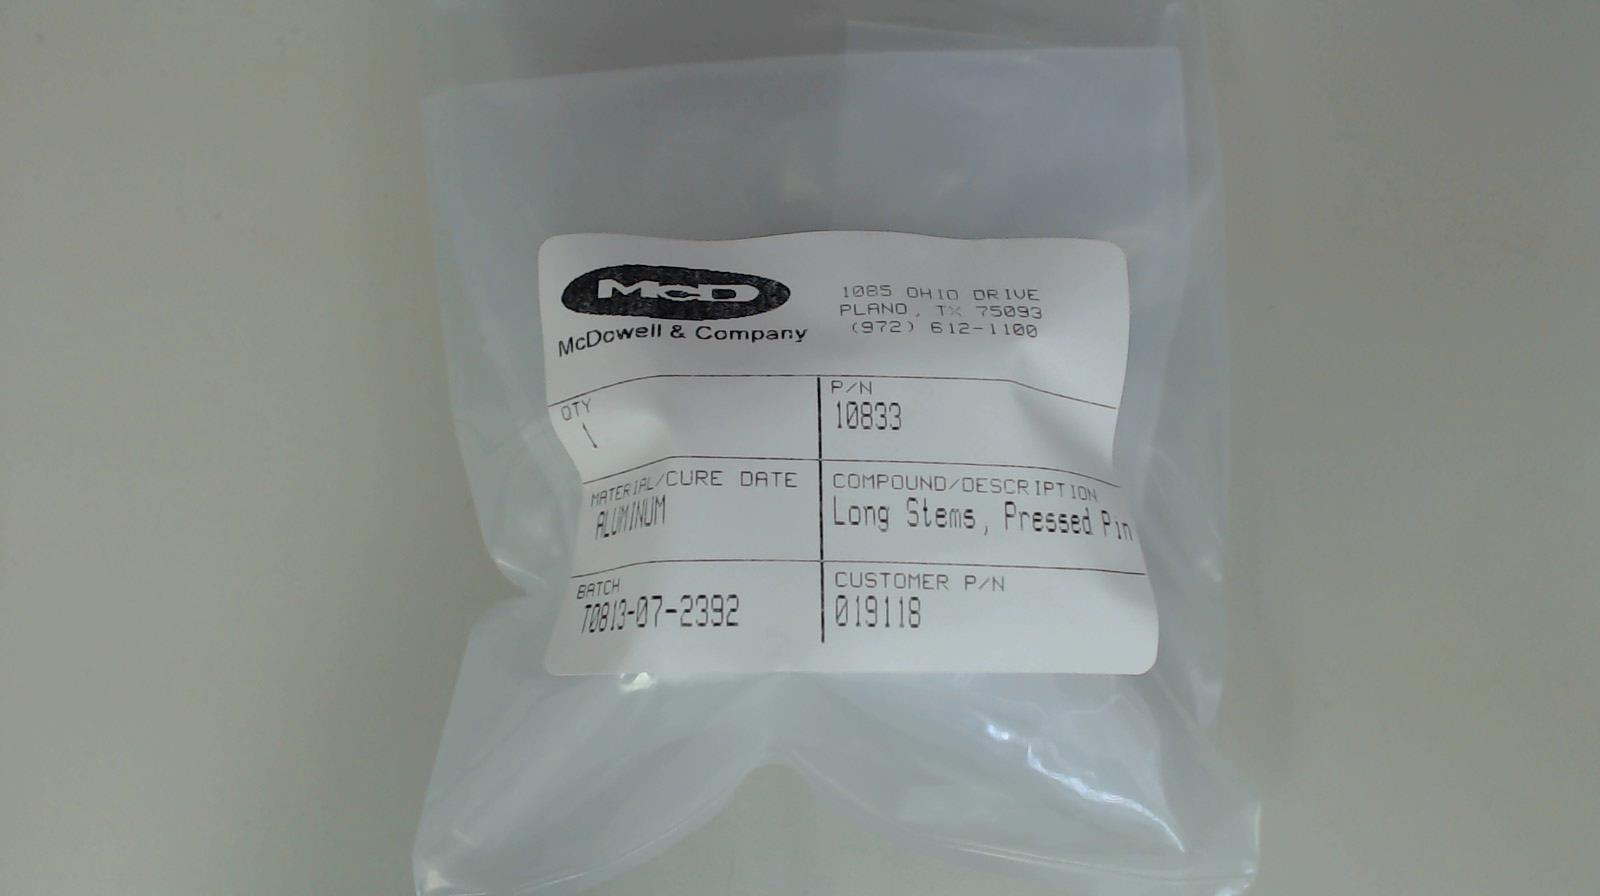 McD
McDowell & Company
1085 OHIO DRIVE
PLANO, TX 75093
(972) 612-1100
QTY
1
P/N
10833
MATERIAL/CURE DATE
ALUMINUM
COMPOUND/DESCRIPTION
Long Stems, Pressed Pin
BATCH
T0813-07-2392
CUSTOMER P/N
019118